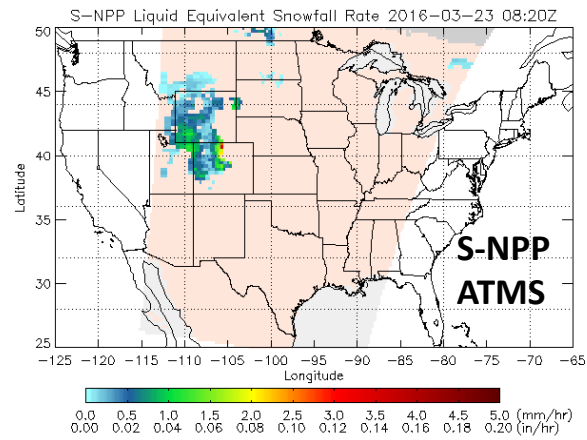 S-NPP Liquid Equivalent Snowfall Rate 2016-03-23 08:20Z
50
45
40
35
30
25
Latitude
S-NPP
ATMS
-125 -120 -115 -110 -105 -100 -95 -90 -85 -80 -75 -70 -65
Longitude
0.0 0.5 1.0 1.5 2.0 2.5 3.0 3.5 4.0 4.5 5.0 (mm/hr)
0.00 0.02 0.04 0.06 0.08 0.10 0.12 0.14 0.16 0.18 0.20 (in/hr)